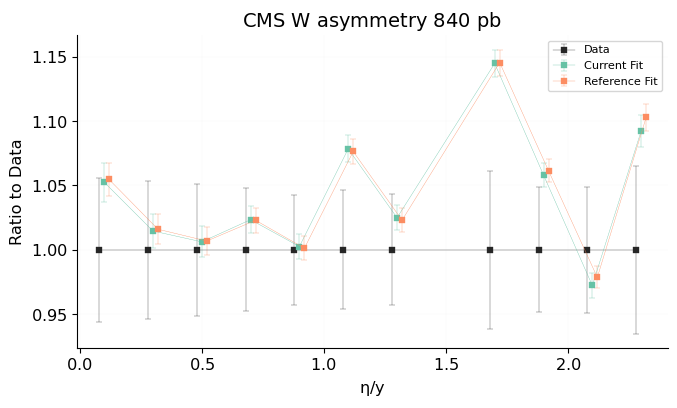 CMS W asymmetry 840 pb
Ratio to Data
1.15
1.10
1.05
1.00
0.95
Data
Current Fit
Reference Fit
0.0 0.5 1.0 1.5 2.0
η/y